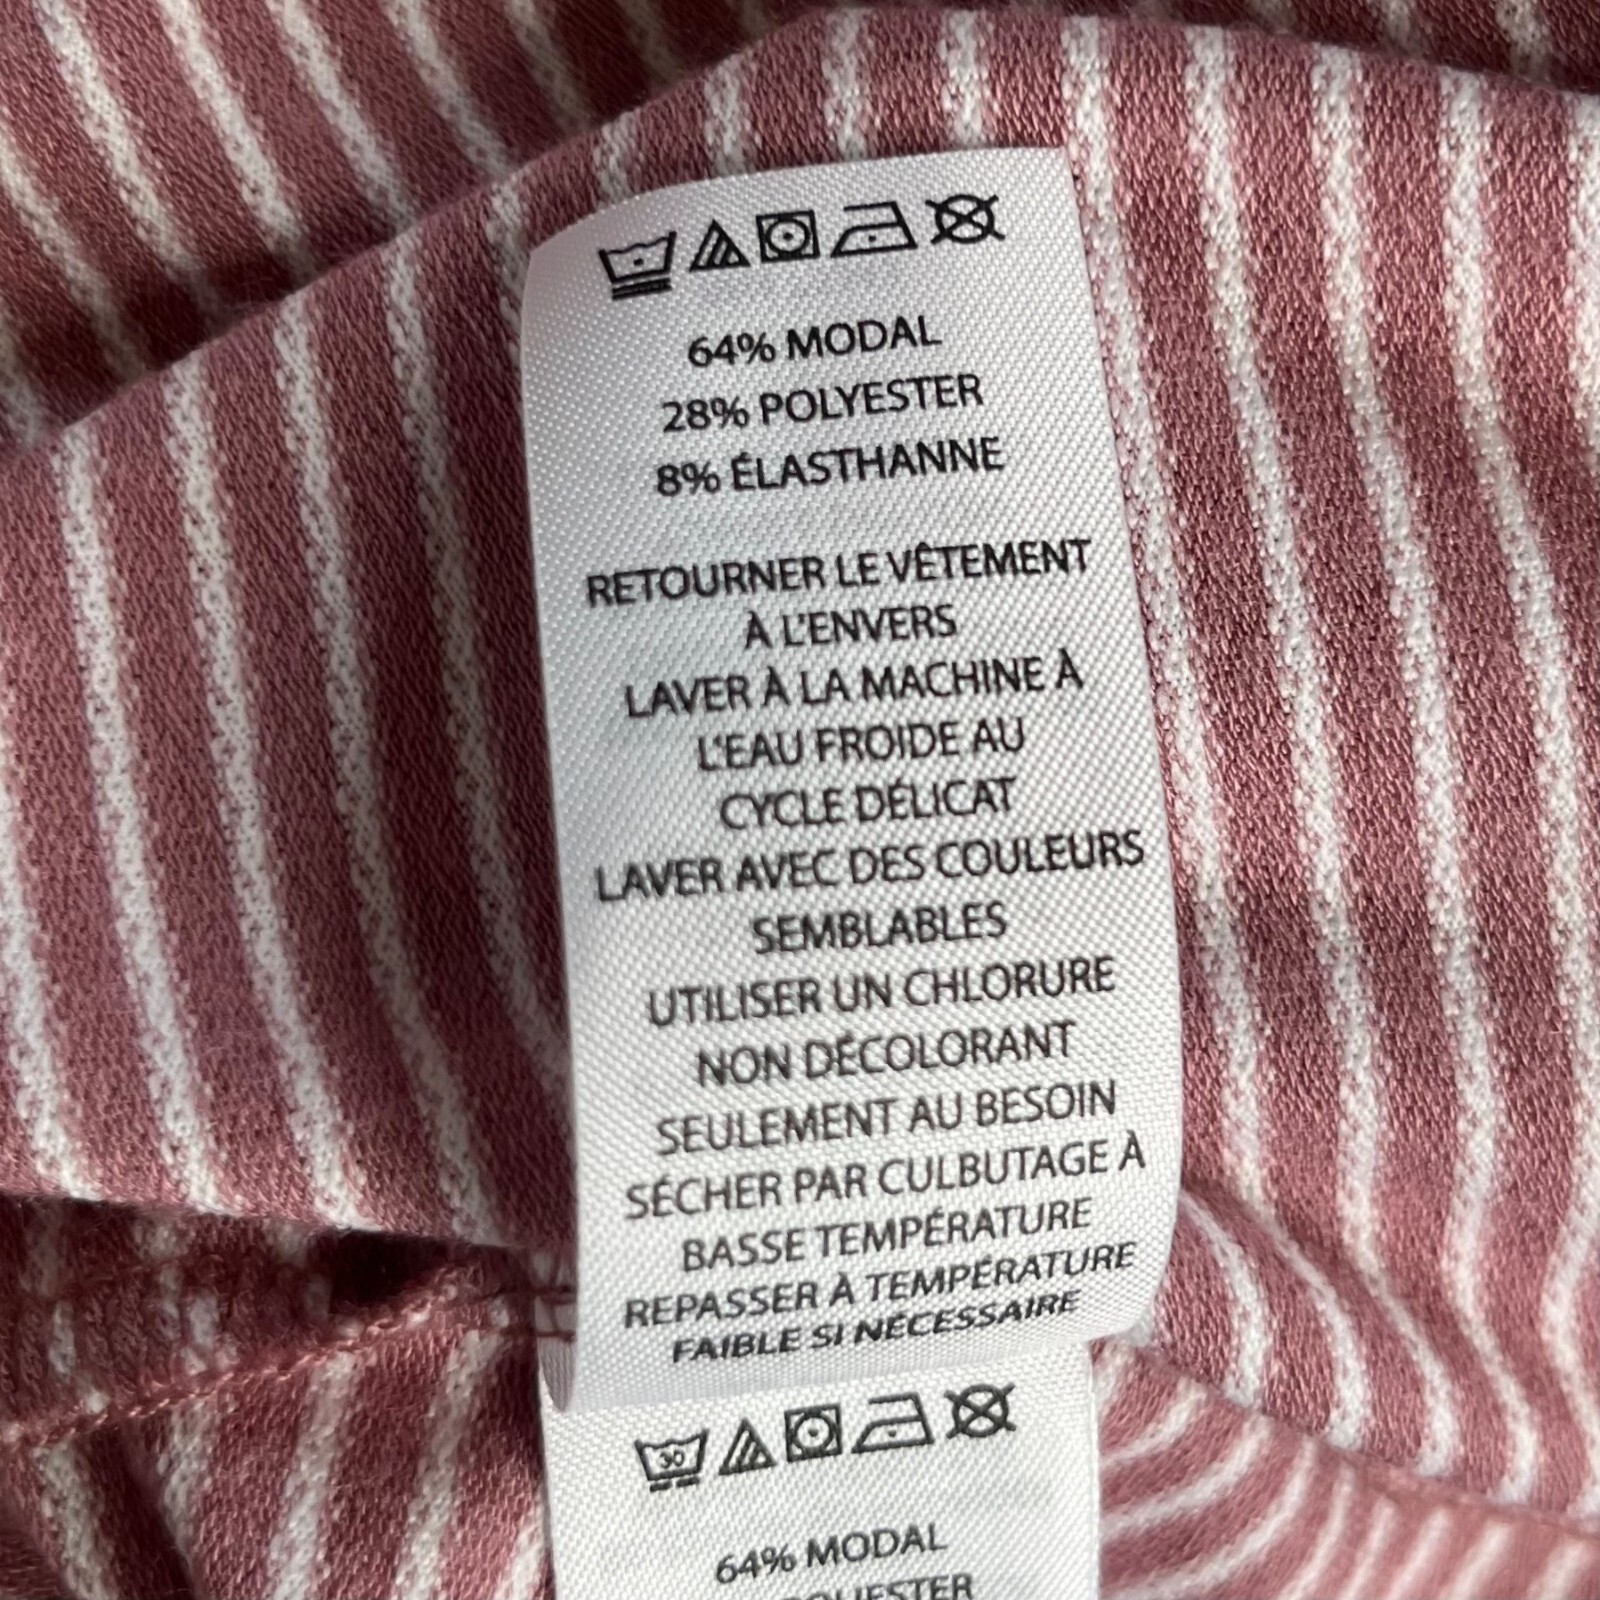 64% MODAL
28% POLYESTER
8% ÉLASTHANNE
RETOURNER LE VÊTEMENT
À L'ENVERS
LAVER À LA MACHINE À
L'EAU FROIDE AU
CYCLE DÉLICAT
LAVER AVEC DES COULEURS
SEMBLABLES
UTILISER UN CHLORURE
NON DÉCOLORANT
SEULEMENT AU BESOIN
SÉCHER PAR CULBUTAGE À
BASSE TEMPÉRATURE
REPASSER À TEMPÉRATURE
FAIBLE SI NÉCESSAIRE
30
64% MODAL
POLIESTER